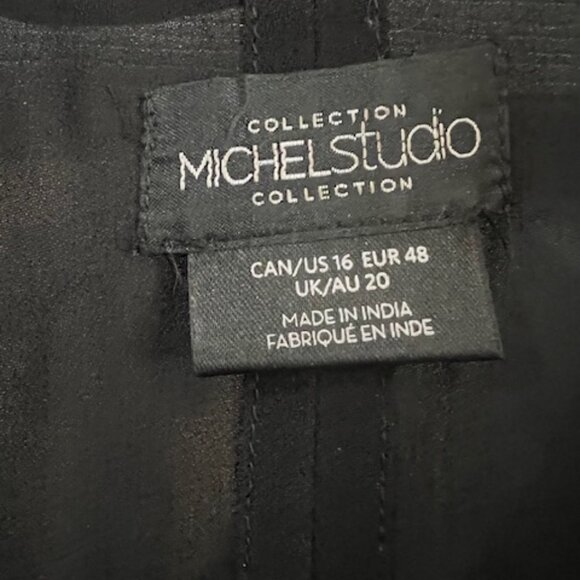 COLLECTION
MICHELstudio
COLLECTION
CAN/US 16 EUR 48
UK/AU 20
MADE IN INDIA
FABRIQUÉ EN INDE